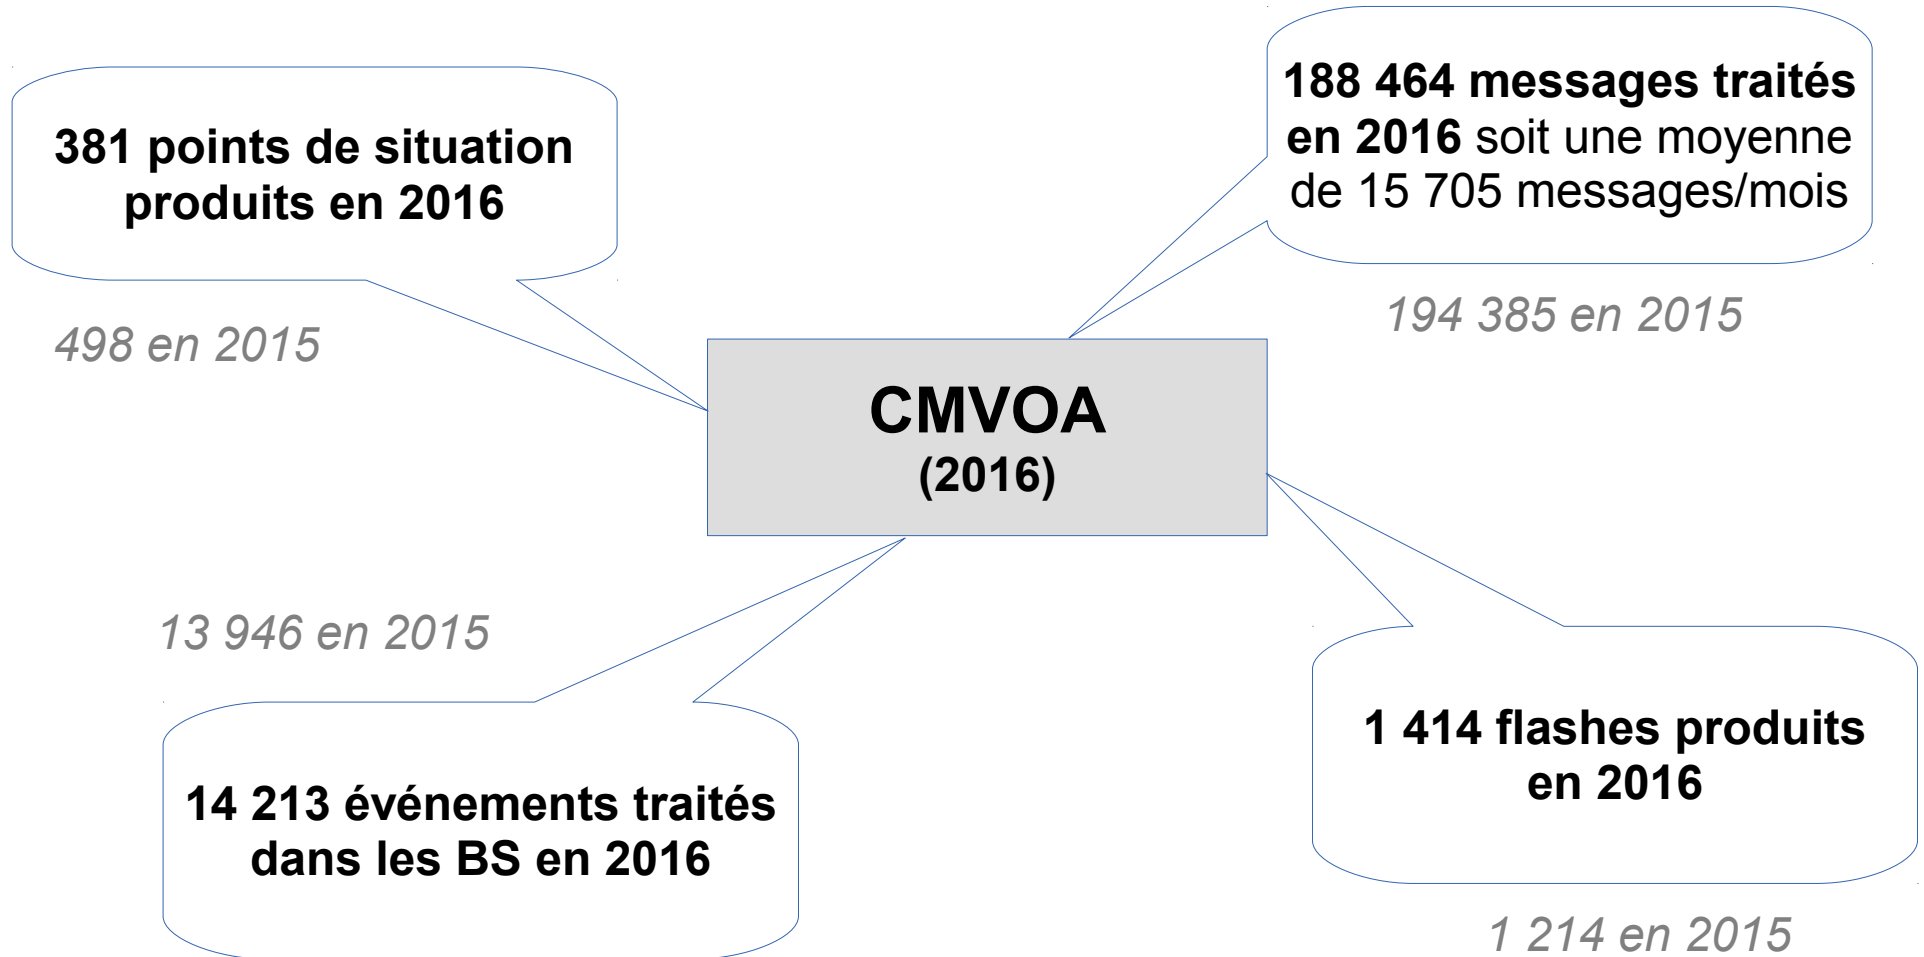 381 points de situation
produits en 2016
498 en 2015
188 464 messages traités
en 2016 soit une moyenne
de 15 705 messages/mois
194 385 en 2015
CMVOA
(2016)
13 946 en 2015
14 213 événements traités
dans les BS en 2016
1 414 flashes produits
en 2016
1 214 en 2015